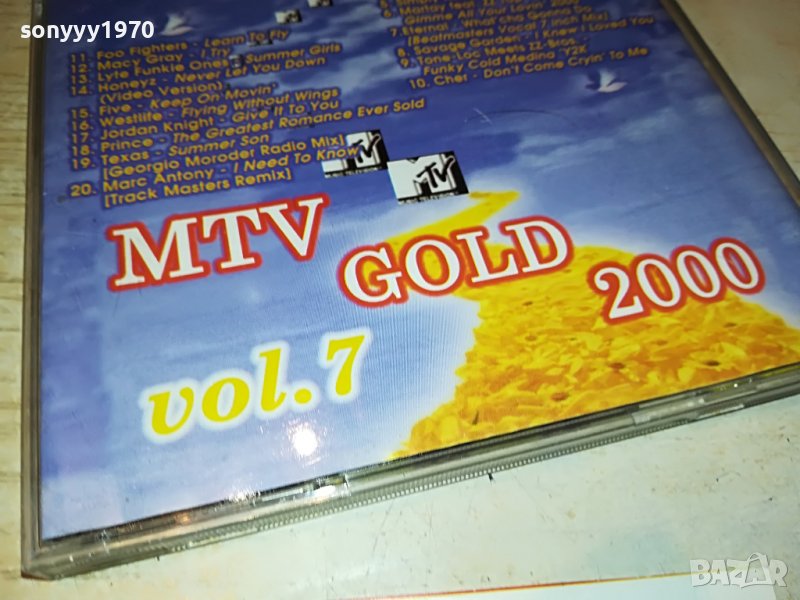 sonyyy1970
11. Foo Fighters - Learn To Fly
12. Macy Gray - I Try
13. Lyte Funkie Ones - Summer Girls
14. Honeyz - Never Let You Down
(Video Version)
15. Five - Keep On Movin'
16. Westlife - Flying Without Wings
17. Jordan Knight - Give It To You
18. Prince - The Greatest Romance Ever Sold
19. Texas - Summer Son
[Georgio Moroder Radio Mix]
20. Marc Antony - I Need To Know
[Track Masters Remix]
Gimme All Your Lovin' 2000
7. Eternal - What'cha Gonna Do
[Beatmasters Vocal 7 Inch Mix]
8. Savage Garden - I Knew I Loved You
9. Tone-Loc Meets ZZ-Bros.
Funky Cold Medina 'Y2K
10. Cher - Don't Come Cryin' To Me
MTV
MTV
MTV
GOLD
2000
vol.7
BAZAR